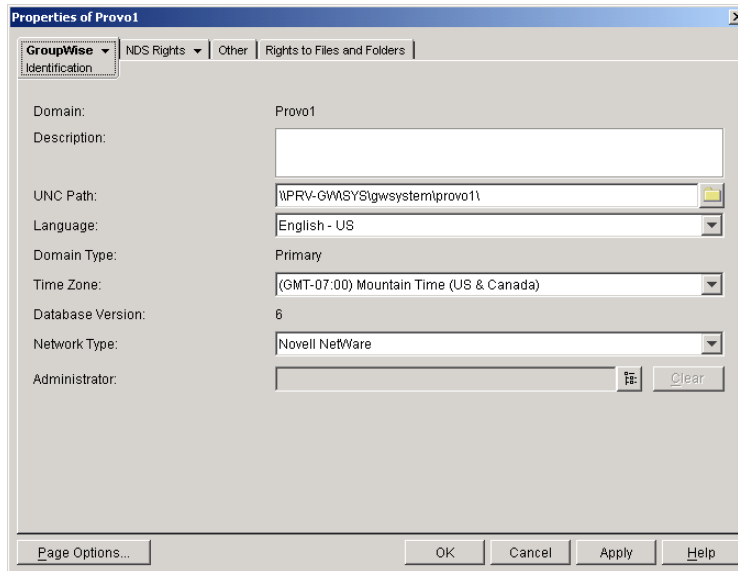 Properties of Provo1
GroupWise NDS Rights Other Rights to Files and Folders
Identification
Domain: Provo1
Description:
UNC Path: \\PRV-GW\SYS\gwsystem\provo1\
Language: English - US
Domain Type: Primary
Time Zone: (GMT-07:00) Mountain Time (US & Canada)
Database Version: 6
Network Type: Novell NetWare
Administrator: Clear
Page Options... OK Cancel Apply Help